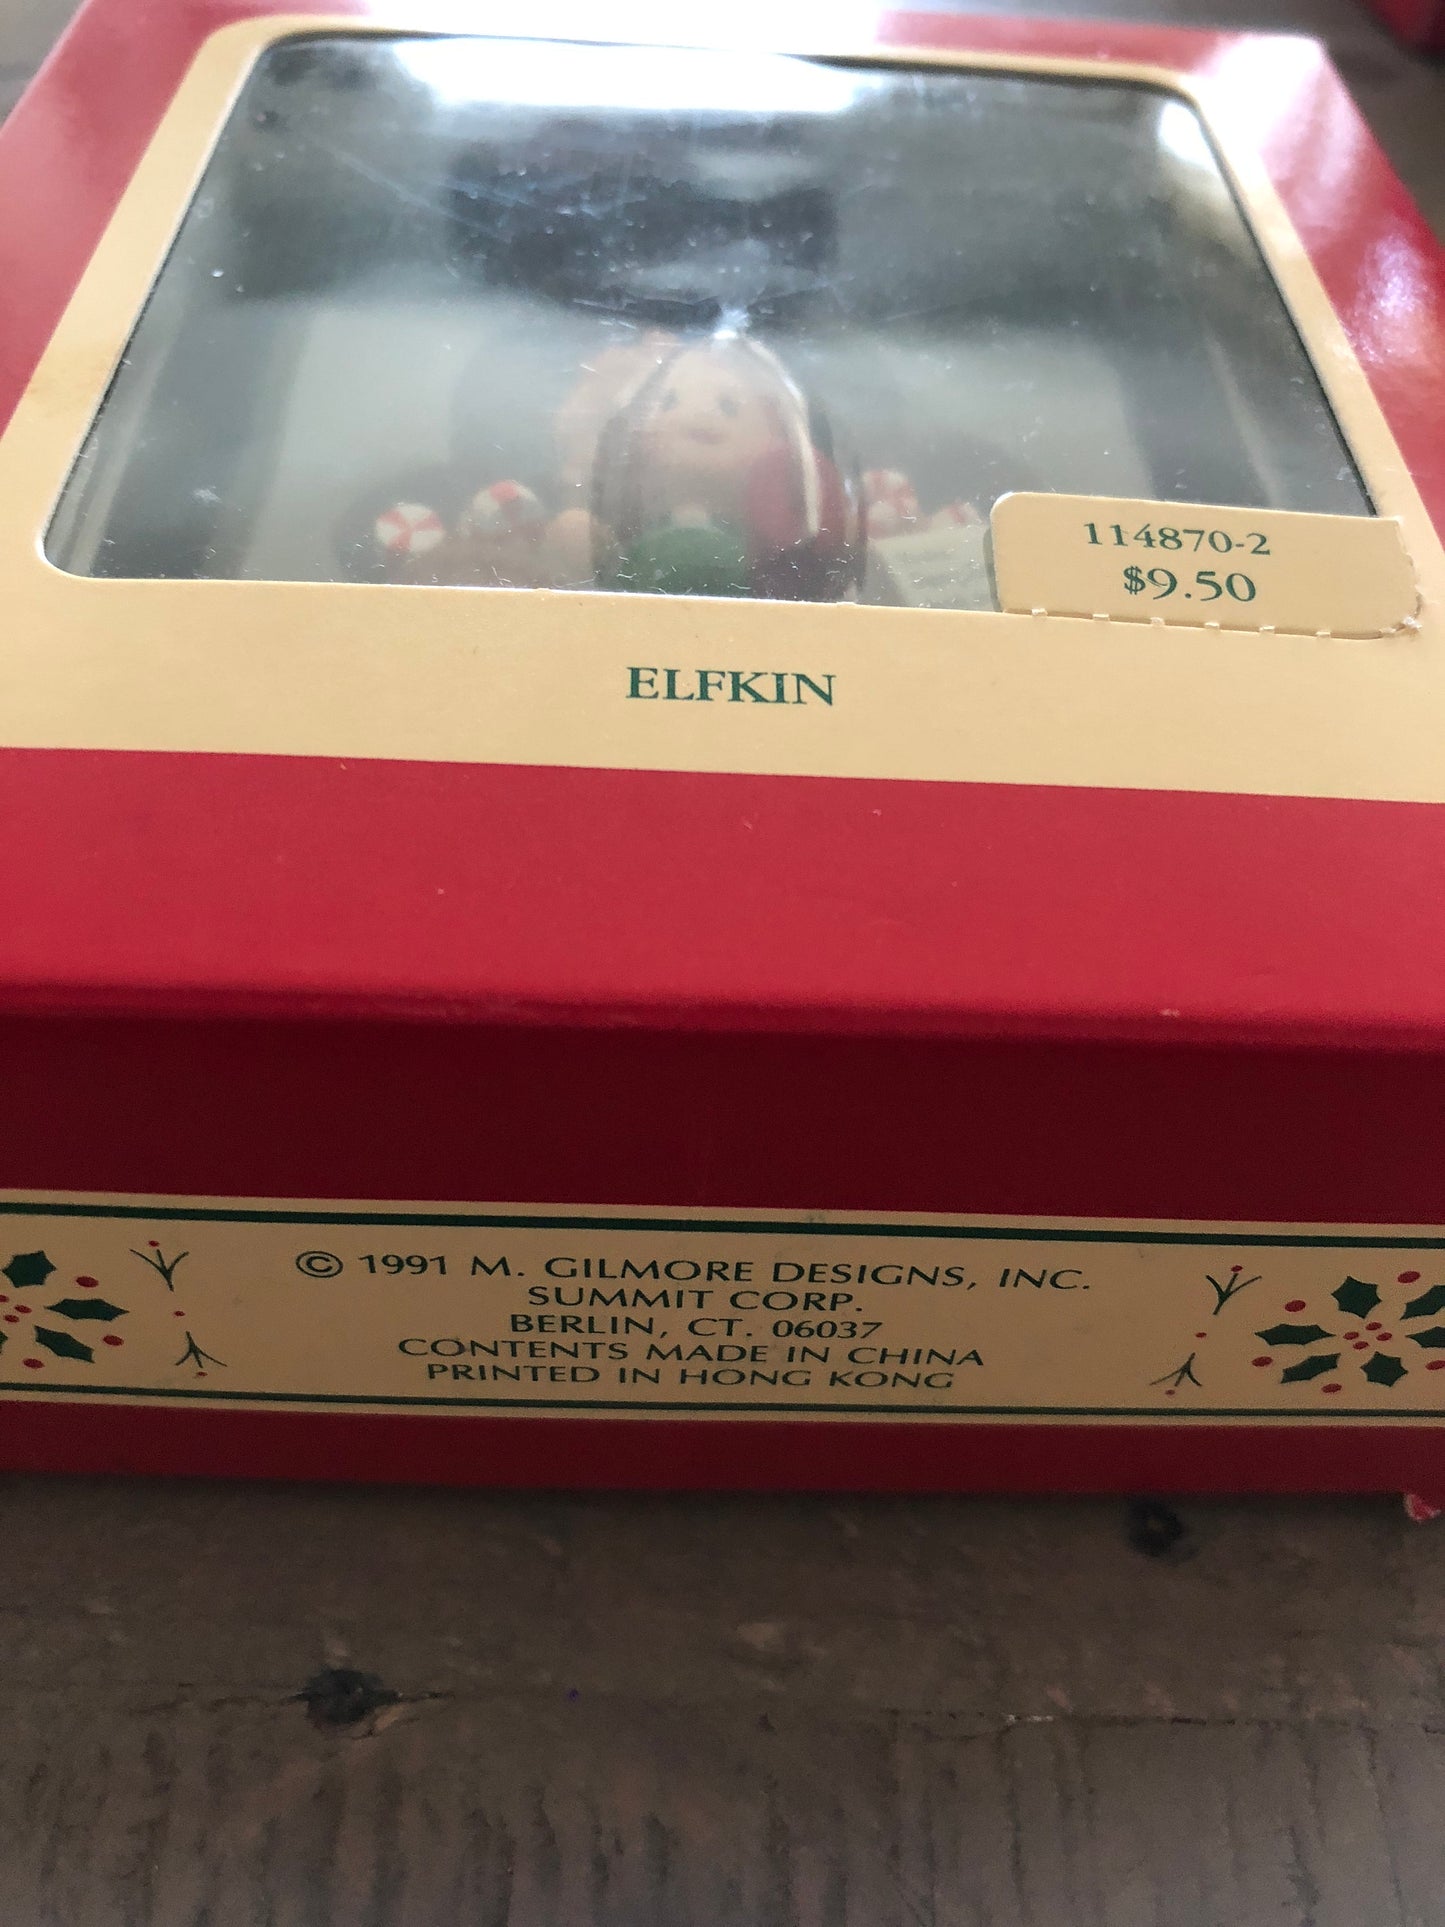 114870-2
$9.50
ELFKIN
© 1991 M. GILMORE DESIGNS, INC.
SUMMIT CORP.
BERLIN, CT. 06037
CONTENTS MADE IN CHINA
PRINTED IN HONG KONG